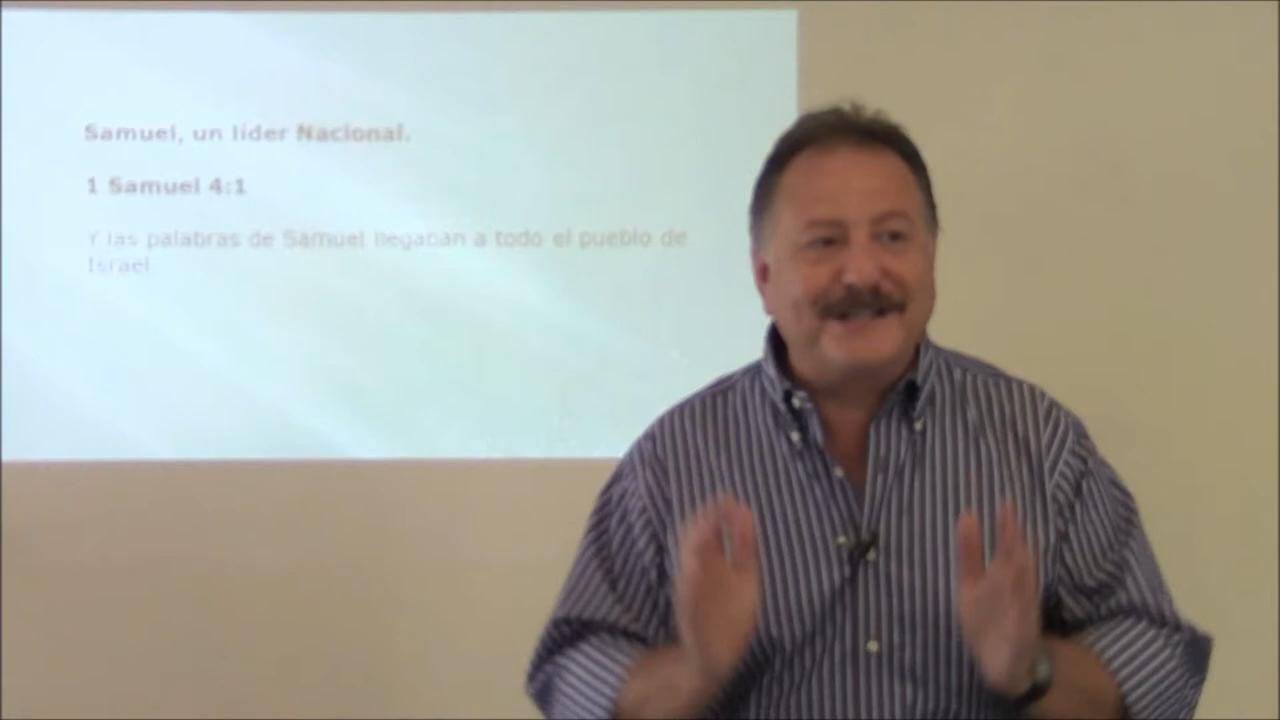 Samuel, un líder Nacional.
1 Samuel 4:1
Y las palabras de Samuel llegaban a todo el pueblo de
Israel